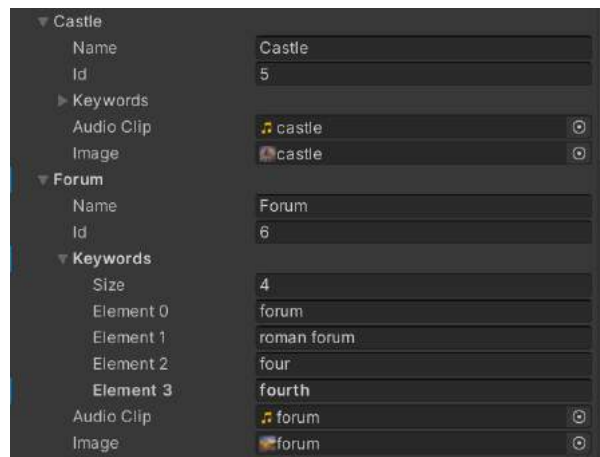 Castle
Name Castle
Id 5
Keywords
Audio Clip castle
Image castle
Forum
Name Forum
Id 6
Keywords
Size 4
Element 0 forum
Element 1 roman forum
Element 2 four
Element 3 fourth
Audio Clip forum
Image forum